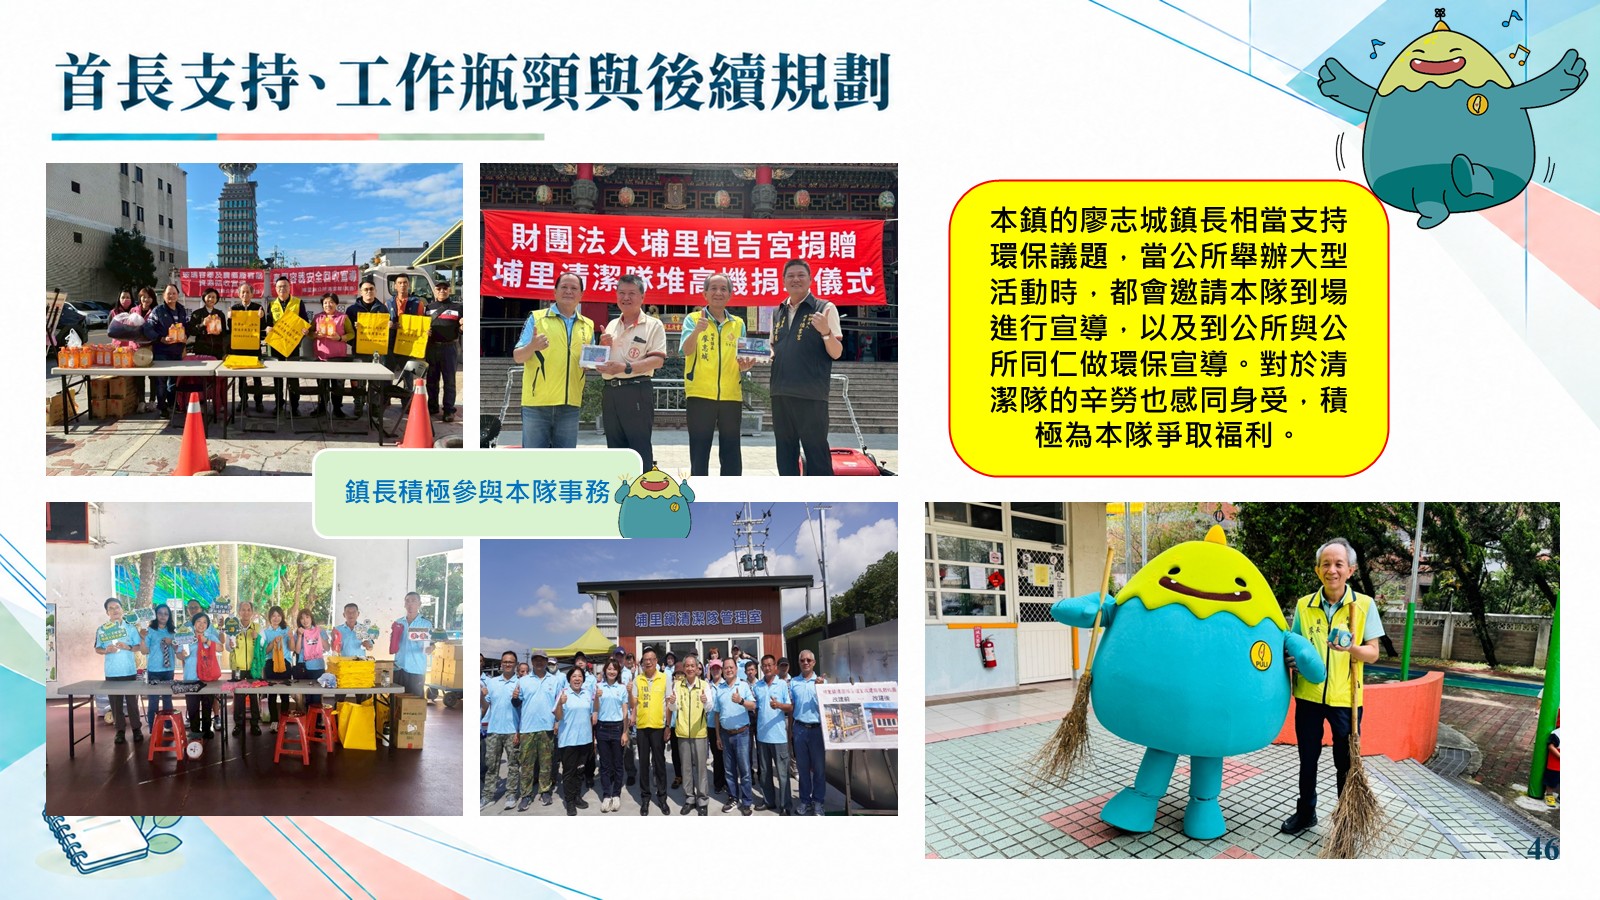 首長支持、工作瓶頸與後續規劃
財團法人埔里恒吉宮捐贈
埔里清潔隊堆高機捐 儀式
本鎮的廖志城鎮長相當支持
環保議題，當公所舉辦大型
活動時，都會邀請本隊到場
進行宣導，以及到公所與公
所同仁做環保宣導。對於清
潔隊的辛勞也感同身受，積
極為本隊爭取福利。
鎮長積極參與本隊事務
埔里鎮清潔隊管理室
PULI
46